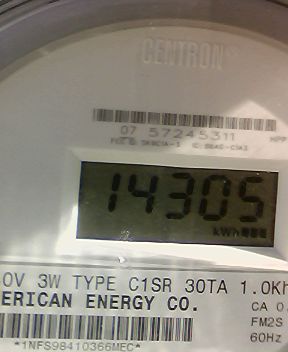 CENTRON
07 57245311
14305
kWh
0V 3W TYPE C1SR 30TA 1.0Kh
ERICAN ENERGY CO.
CA 0.
FM2S
60Hz
*1NFS98410366MEC*